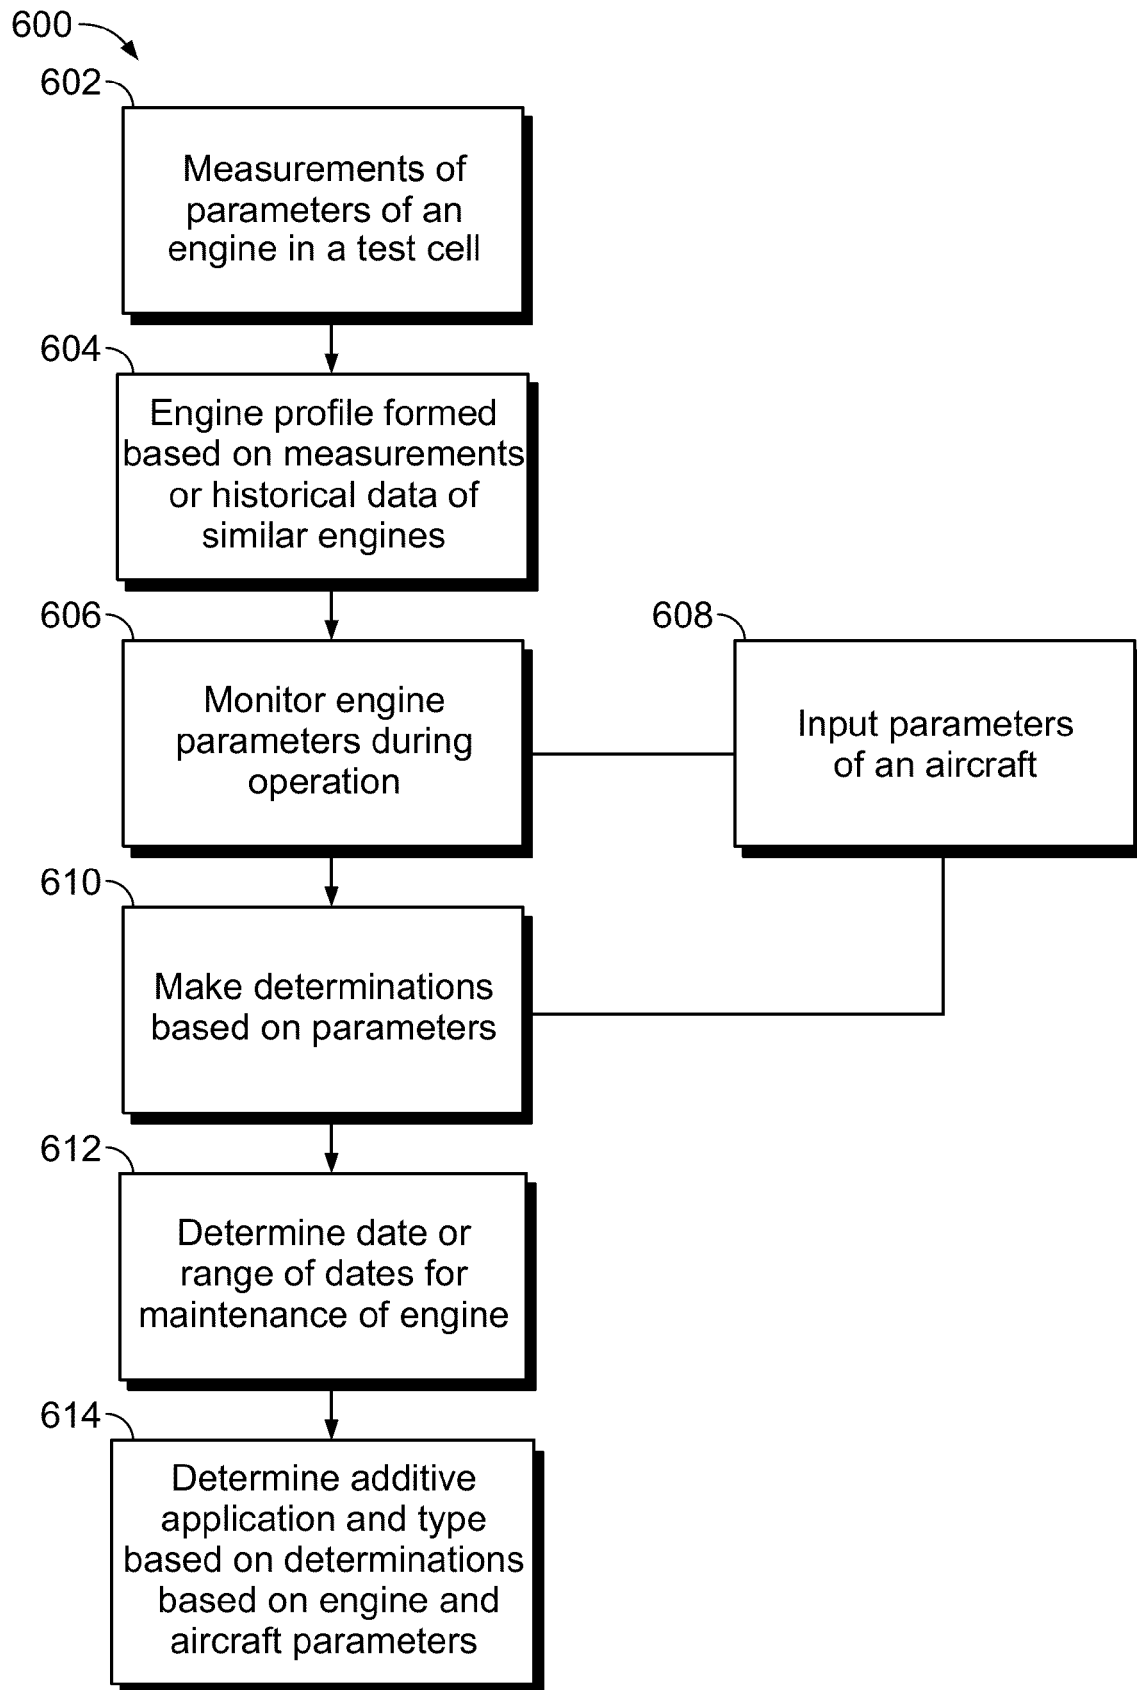 600
602
Measurements of
parameters of an
engine in a test cell
604
Engine profile formed
based on measurements
or historical data of
similar engines
606
Monitor engine
parameters during
operation
608
Input parameters
of an aircraft
610
Make determinations
based on parameters
612
Determine date or
range of dates for
maintenance of engine
614
Determine additive
application and type
based on determinations
based on engine and
aircraft parameters